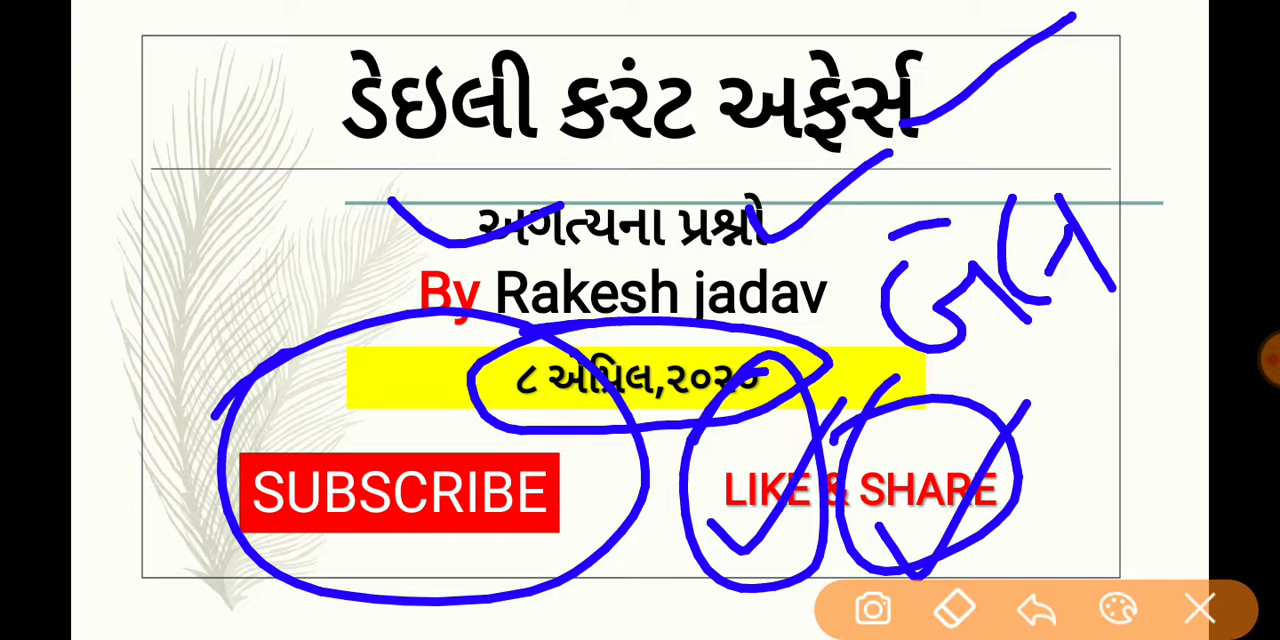 ડેઇલી કરંટ અફેર્સ
અગત્યના પ્રશ્નો
By Rakesh jadav
૮ એપ્રિલ,૨૦૨૦
SUBSCRIBE
LIKE & SHARE